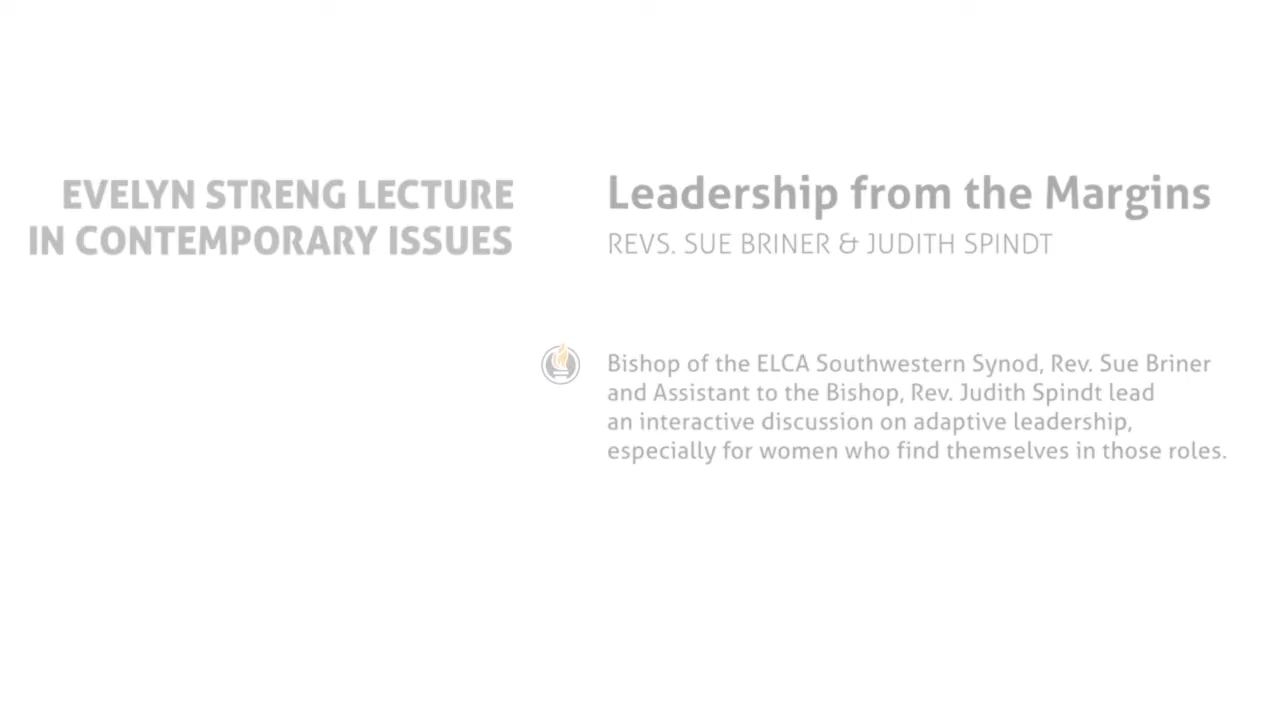 EVELYN STRENG LECTURE
IN CONTEMPORARY ISSUES
Leadership from the Margins
REVS. SUE BRINER & JUDITH SPINDT
Bishop of the ELCA Southwestern Synod, Rev. Sue Briner
and Assistant to the Bishop, Rev. Judith Spindt lead
an interactive discussion on adaptive leadership,
especially for women who find themselves in those roles.